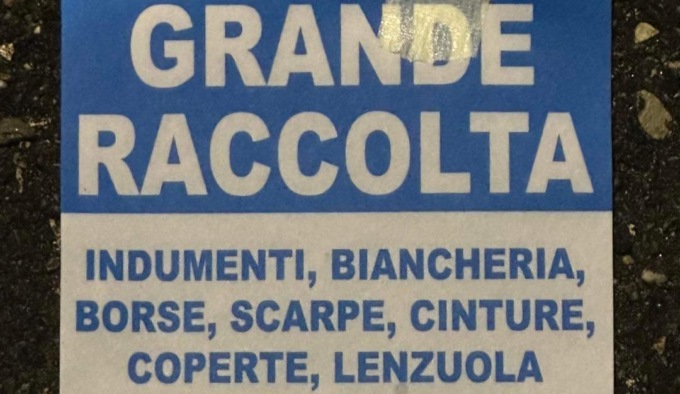 GRANDE
RACCOLTA
INDUMENTI, BIANCHERIA,
BORSE, SCARPE, CINTURE,
COPERTE, LENZUOLA